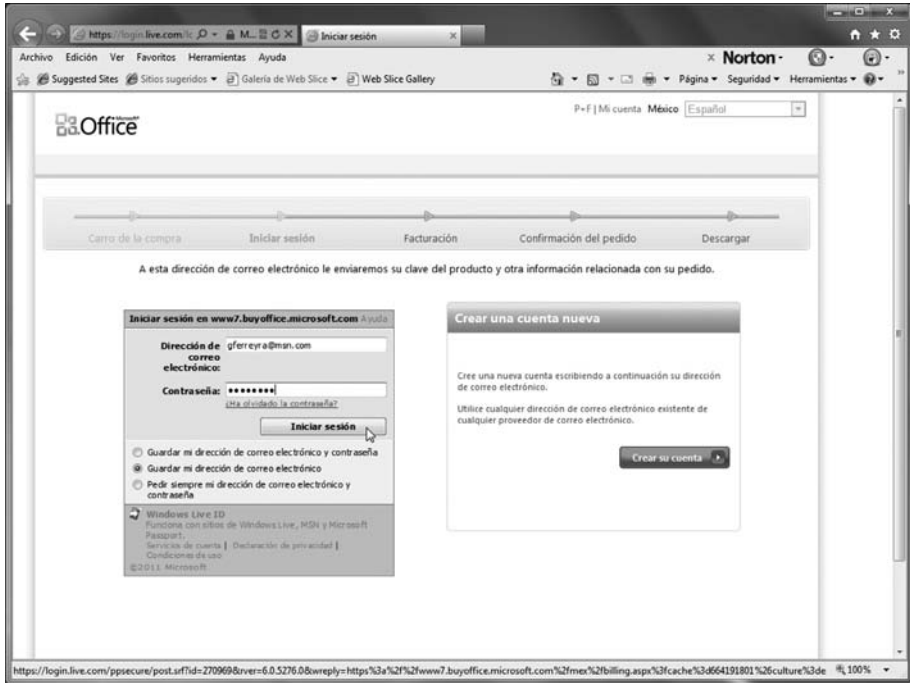 https://login.live.com/lc
M...
Iniciar sesión
Archivo Edición Ver Favoritos Herramientas Ayuda
Norton
Suggested Sites Sitios sugeridos Galería de Web Slice Web Slice Gallery
Página Seguridad Herramientas
Microsoft
Office
P+F | Mi cuenta México Español
Carro de la compra Iniciar sesión Facturación Confirmación del pedido Descargar
A esta dirección de correo electrónico le enviaremos su clave del producto y otra información relacionada con su pedido.
Iniciar sesión en www7.buyoffice.microsoft.com Ayuda
Dirección de correo electrónico: gferreyra@msn.com
Contraseña: ••••••••
¿Ha olvidado la contraseña?
Iniciar sesión
Guardar mi dirección de correo electrónico y contraseña
Guardar mi dirección de correo electrónico
Pedir siempre mi dirección de correo electrónico y
contraseña
Windows Live ID
Funciona con sitios de Windows Live, MSN y Microsoft
Passport.
Servicios de cuenta | Declaración de privacidad |
Condiciones de uso
©2011 Microsoft
Crear una cuenta nueva
Cree una nueva cuenta escribiendo a continuación su dirección
de correo electrónico.
Utilice cualquier dirección de correo electrónico existente de
cualquier proveedor de correo electrónico.
Crear su cuenta
https://login.live.com/ppsecure/post.srf?id=270969&rver=6.0.5276.0&wreply=https%3a%2f%2fwww7.buyoffice.microsoft.com%2fmex%2fbilling.aspx%3fcache%3d664191801%26culture%3de 100%